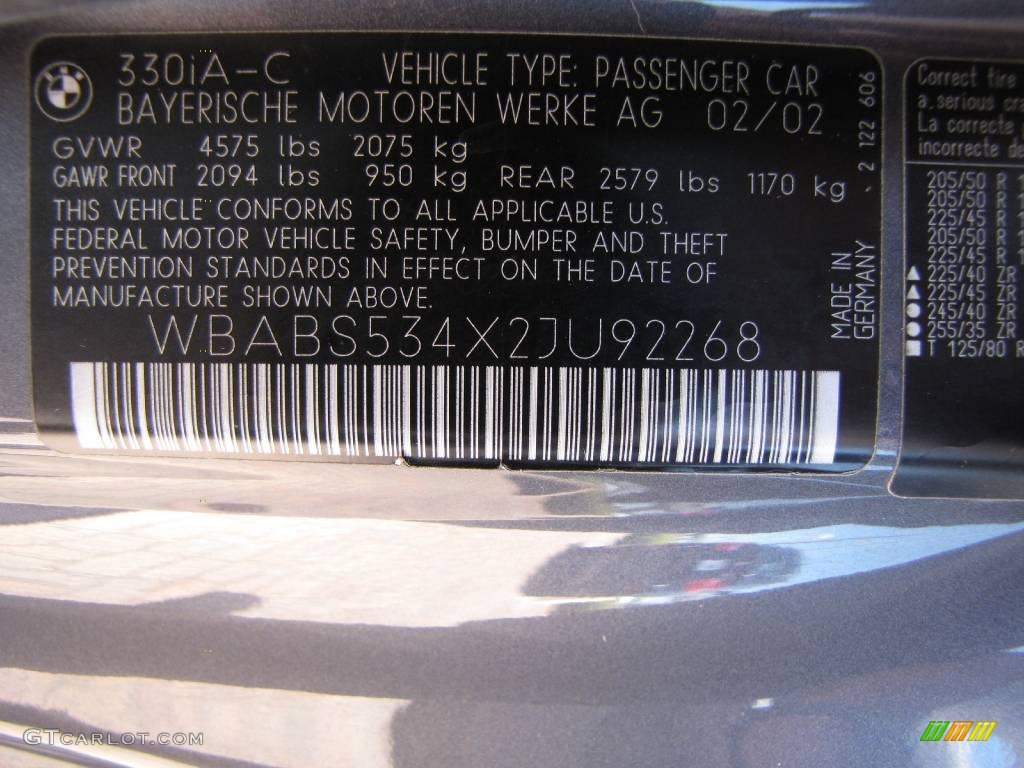 330iA-C VEHICLE TYPE: PASSENGER CAR
BAYERISCHE MOTOREN WERKE AG 02/02
GVWR 4575 lbs 2075 kg
GAWR FRONT 2094 lbs 950 kg REAR 2579 lbs 1170 kg
THIS VEHICLE CONFORMS TO ALL APPLICABLE U.S.
FEDERAL MOTOR VEHICLE SAFETY, BUMPER AND THEFT
PREVENTION STANDARDS IN EFFECT ON THE DATE OF
MANUFACTURE SHOWN ABOVE.
WBABS534X2JU92268
MADE IN
GERMANY
2 122 606
Correct tire
a. serious
La correcte
incorrecte
205/50 R
205/50 R
225/45 R
205/50 R
225/45 R
225/40 ZR
225/45 ZR
245/40 ZR
255/35 ZR
T 125/80 R
GTCARLOT.COM